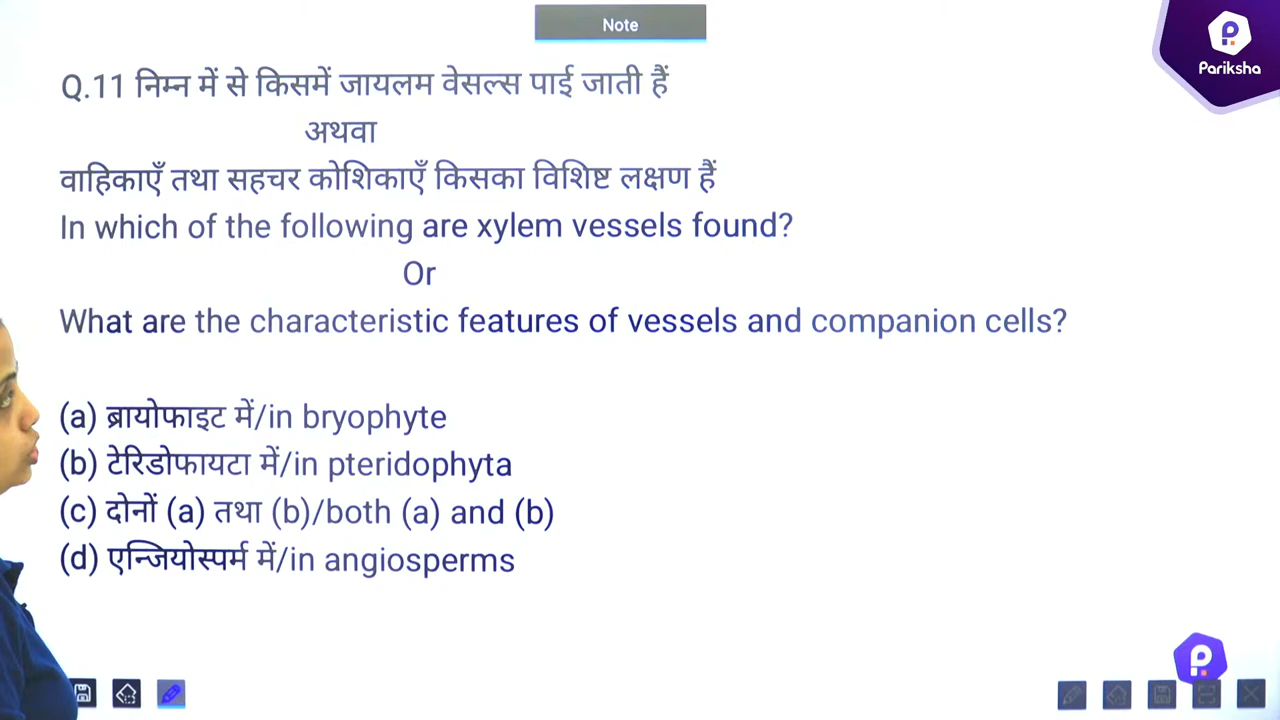 Note
Pariksha
Q.11 निम्न में से किसमें जायलम वेसल्स पाई जाती हैं
अथवा
वाहिकाएँ तथा सहचर कोशिकाएँ किसका विशिष्ट लक्षण हैं
In which of the following are xylem vessels found?
Or
What are the characteristic features of vessels and companion cells?
(a) ब्रायोफाइट में/in bryophyte
(b) टेरिडोफायटा में/in pteridophyta
(c) दोनों (a) तथा (b)/both (a) and (b)
(d) एन्जियोस्पर्म में/in angiosperms